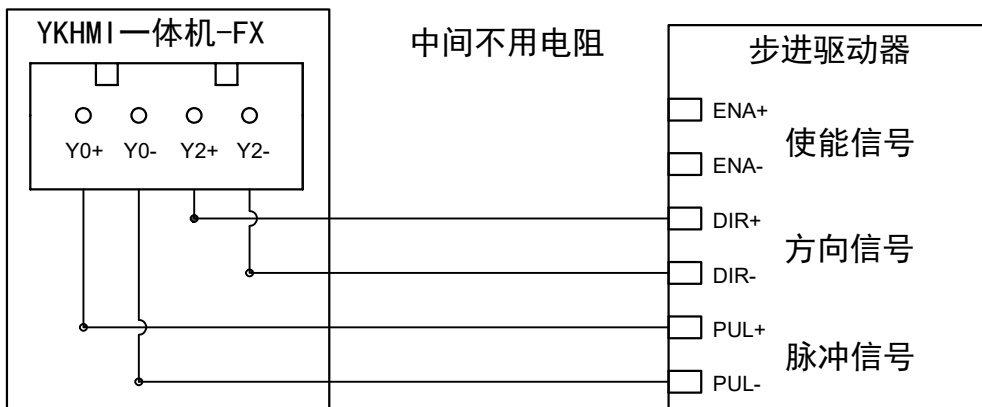 YKHMI一体机-FX
Y0+ Y0- Y2+ Y2-
中间不用电阻
步进驱动器
ENA+
使能信号
ENA-
DIR+
方向信号
DIR-
PUL+
脉冲信号
PUL-